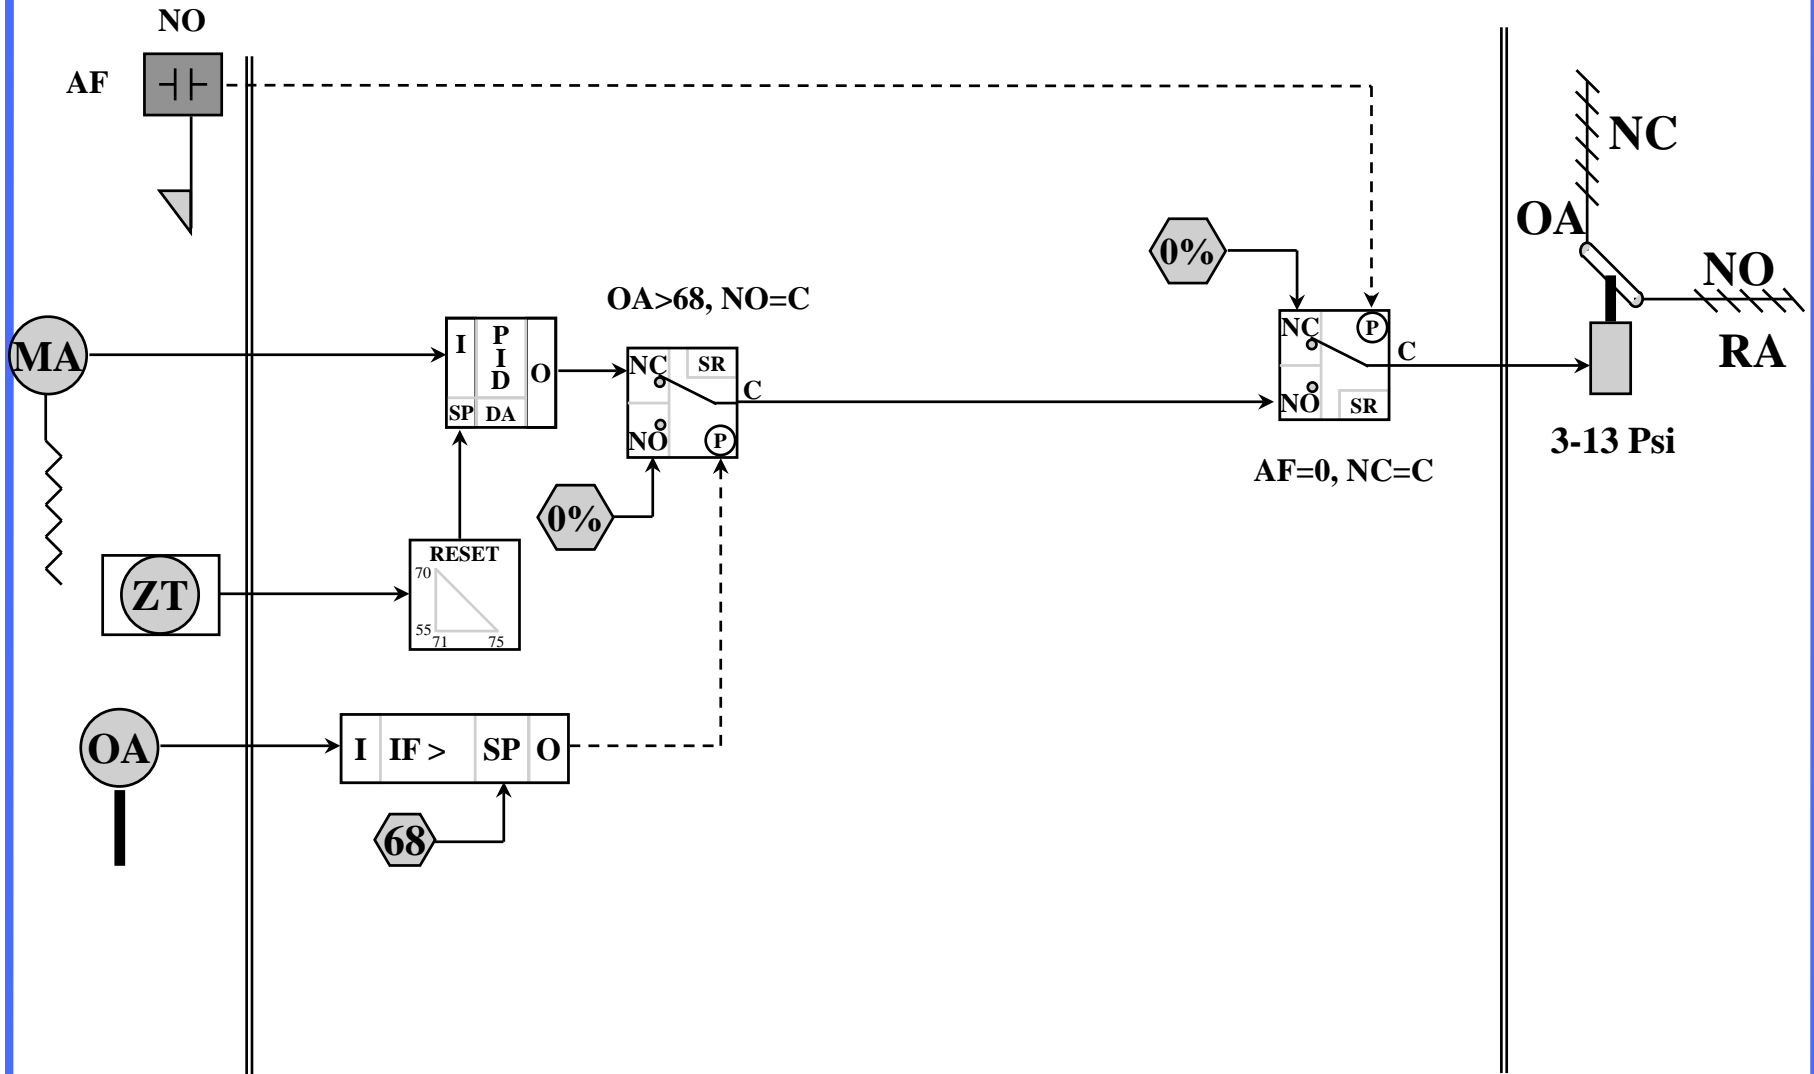 NO
AF
NC
OA
NO
RA
0%
OA>68, NO=C
MA
I
P
I
D
O
SP
DA
NC
SR
C
NO
P
NC
P
C
NO
SR
3-13 Psi
AF=0, NC=C
0%
RESET
70
55
71
75
ZT
OA
I
IF >
SP
O
68